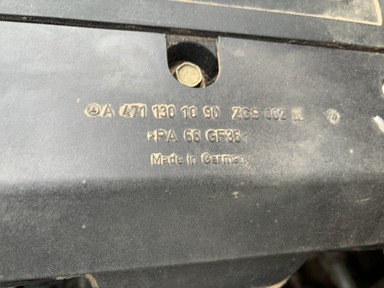 A 471 130 10 90 ZGS 002
>PA 66 GF35<
Made in Germany